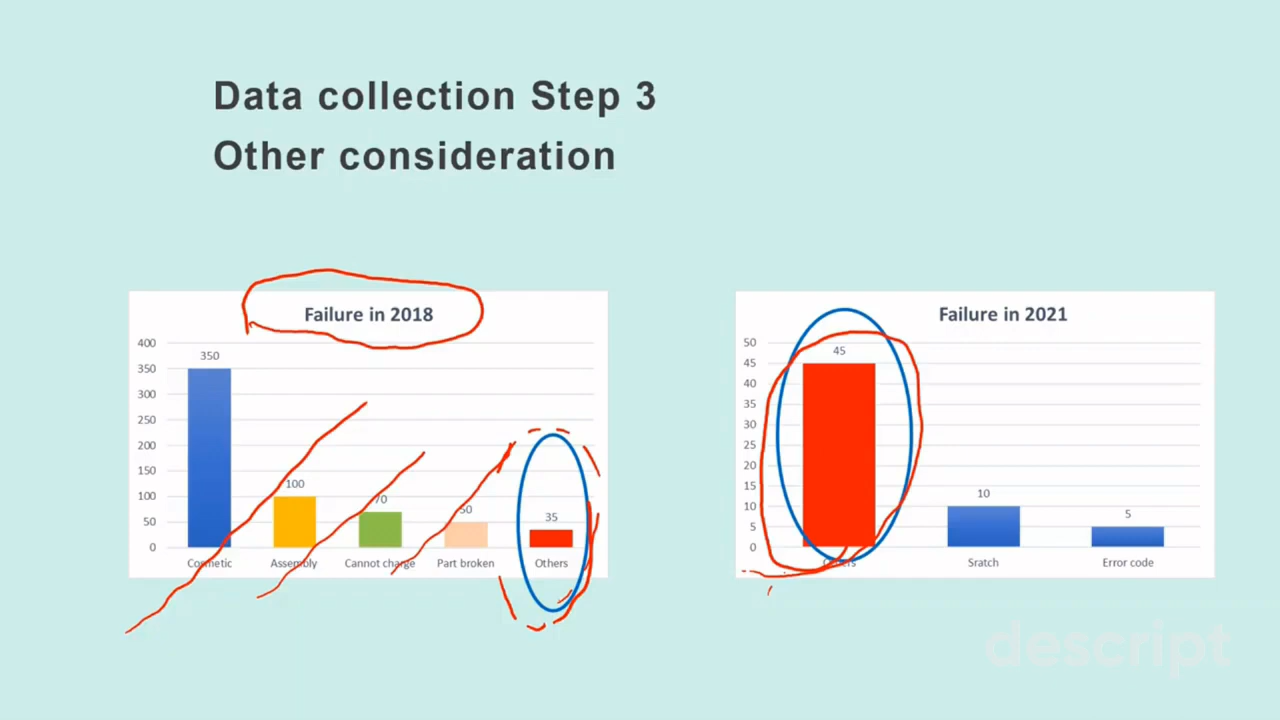 Data collection Step 3
Other consideration
Failure in 2018
400
350
300
250
200
150
100
50
0
350
100
70
50
35
Cosmetic
Assembly
Cannot charge
Part broken
Others
Failure in 2021
50
45
40
35
30
25
20
15
10
5
0
45
10
5
Others
Sratch
Error code
descript